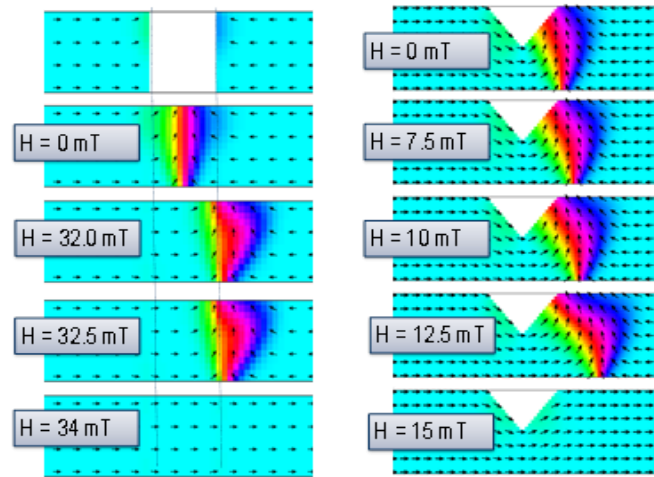 H = 0 mT
H = 32.0 mT
H = 32.5 mT
H = 34 mT
H = 0 mT
H = 7.5 mT
H = 10 mT
H = 12.5 mT
H = 15 mT